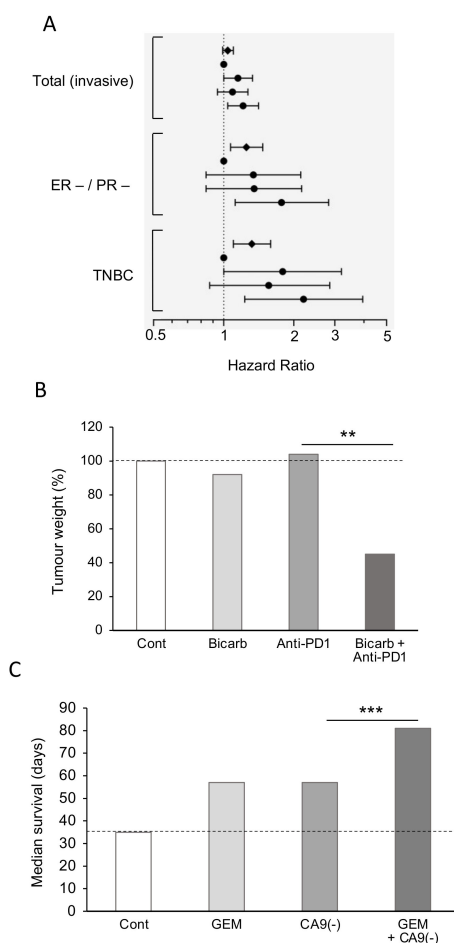 A
Total (invasive)
ER – / PR –
TNBC
0.5 1 2 3 5
Hazard Ratio
B
120
100
80
60
40
20
0
Tumour weight (%)
**
Cont Bicarb Anti-PD1 Bicarb +
Anti-PD1
C
90
80
70
60
50
40
30
20
10
0
Median survival (days)
***
Cont GEM CA9(-) GEM
+ CA9(-)